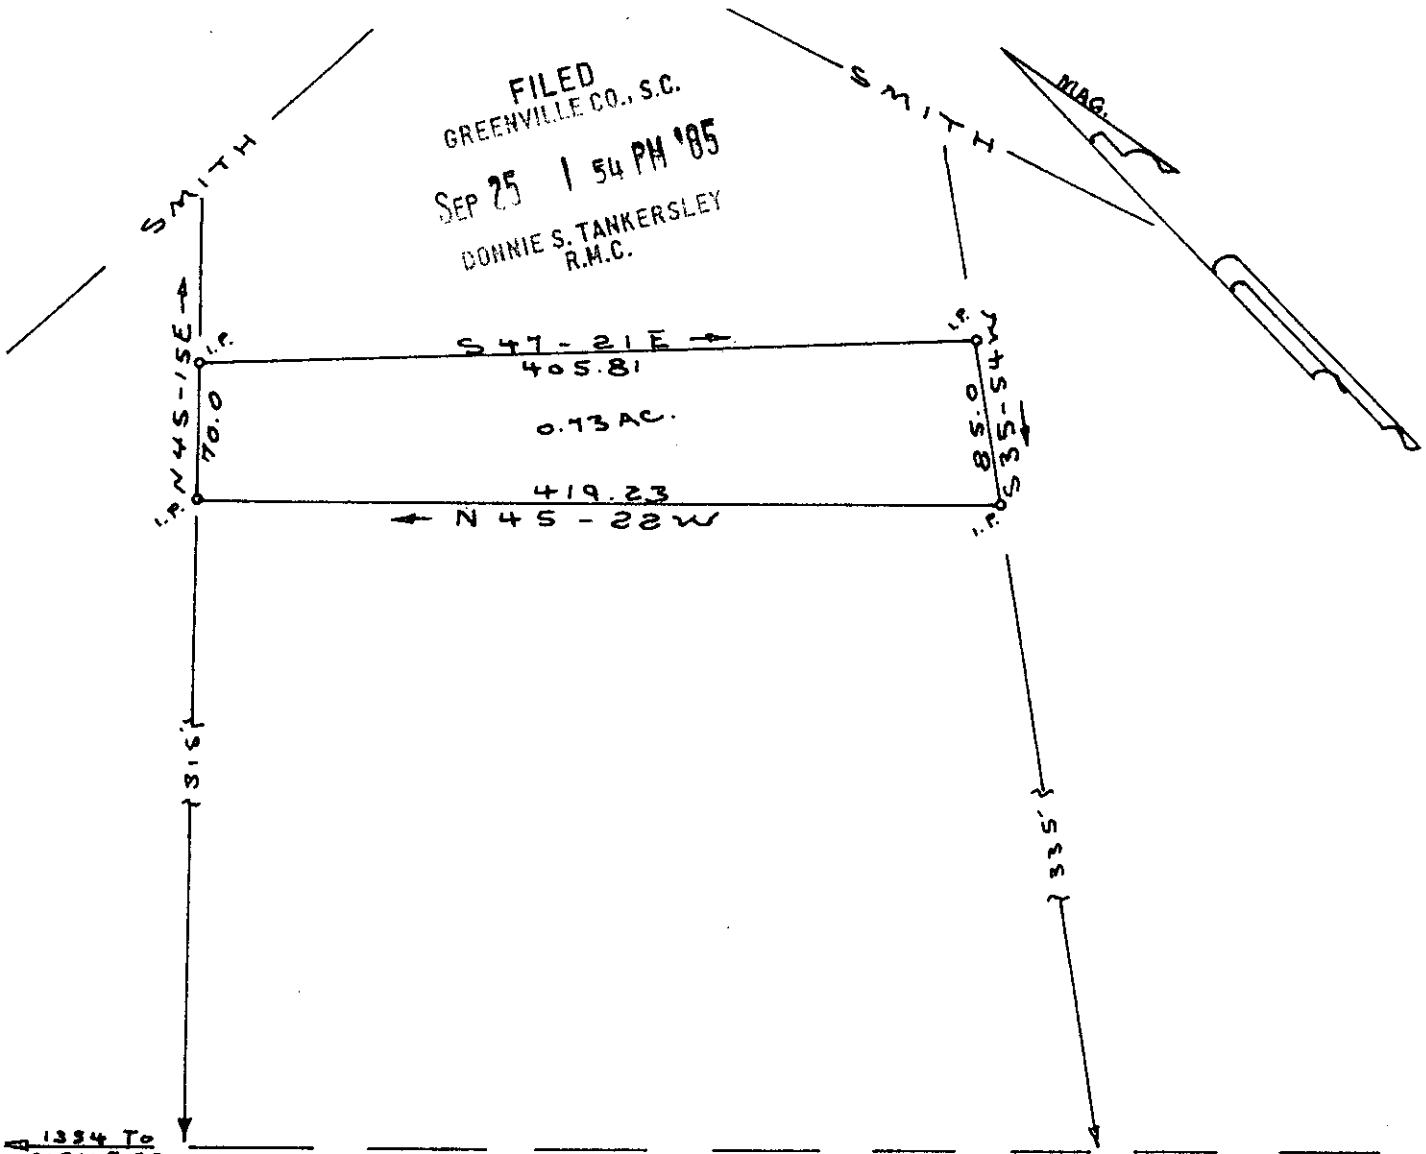 FILED
GREENVILLE CO., S.C.
SEP 25 1 54 PM '85
DONNIE S. TANKERSLEY
R.M.C.
SMITH
SMITH
MAG.
N 45-15 E
I.P.
S 47-21 E
405.81
I.P.
S 35-54 W
70.0
0.73 AC.
85.0
I.P.
419.23
N 45-22 W
I.P.
315'
335'
1354 To